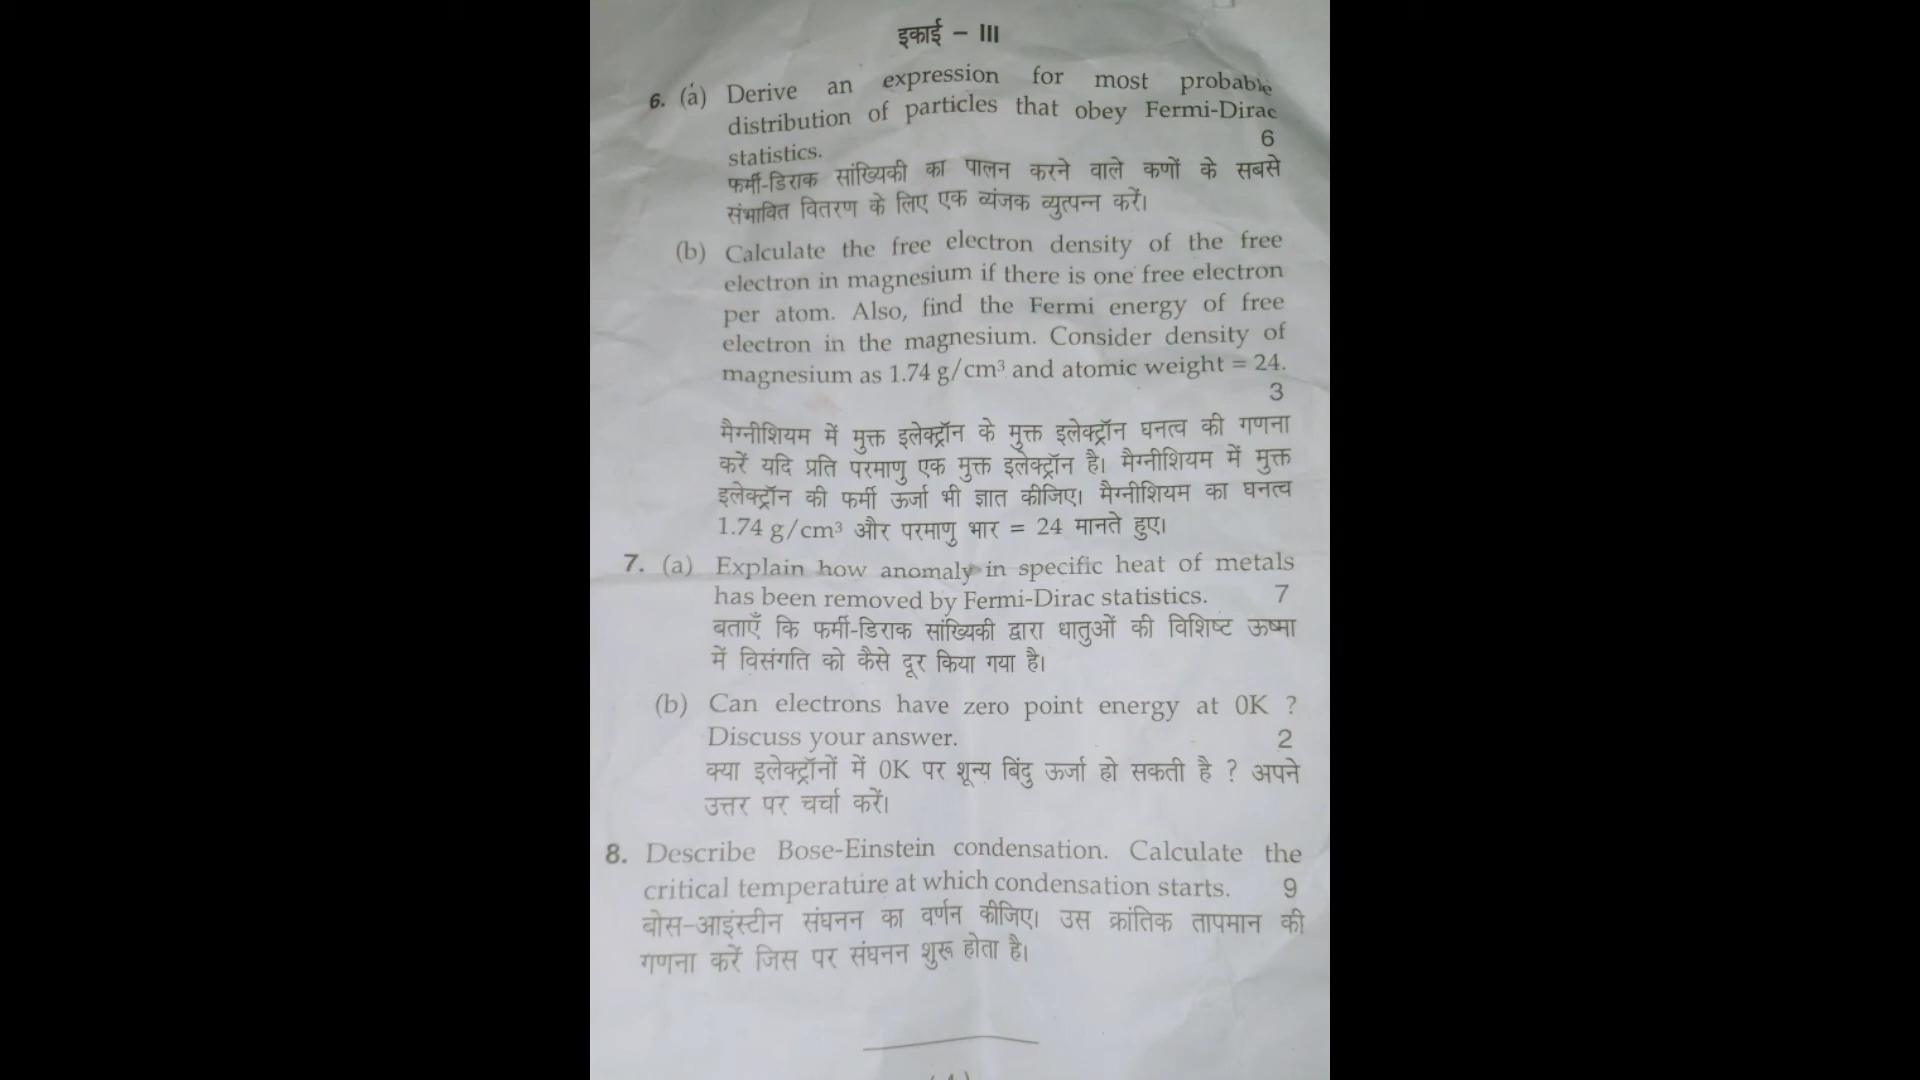 इकाई – III
6. (a) Derive an expression for most probable
distribution of particles that obey Fermi-Dirac
statistics. 6
फर्मी-डिराक सांख्यिकी का पालन करने वाले कणों के सबसे
संभावित वितरण के लिए एक व्यंजक व्युत्पन्न करें।
(b) Calculate the free electron density of the free
electron in magnesium if there is one free electron
per atom. Also, find the Fermi energy of free
electron in the magnesium. Consider density of
magnesium as 1.74 g/cm³ and atomic weight = 24.
3
मैग्नीशियम में मुक्त इलेक्ट्रॉन के मुक्त इलेक्ट्रॉन घनत्व की गणना
करें यदि प्रति परमाणु एक मुक्त इलेक्ट्रॉन है। मैग्नीशियम में मुक्त
इलेक्ट्रॉन की फर्मी ऊर्जा भी ज्ञात कीजिए। मैग्नीशियम का घनत्व
1.74 g/cm³ और परमाणु भार = 24 मानते हुए।
7. (a) Explain how anomaly in specific heat of metals
has been removed by Fermi-Dirac statistics. 7
बताएँ कि फर्मी-डिराक सांख्यिकी द्वारा धातुओं की विशिष्ट ऊष्मा
में विसंगति को कैसे दूर किया गया है।
(b) Can electrons have zero point energy at 0K ?
Discuss your answer. 2
क्या इलेक्ट्रॉनों में 0K पर शून्य बिंदु ऊर्जा हो सकती है ? अपने
उत्तर पर चर्चा करें।
8. Describe Bose-Einstein condensation. Calculate the
critical temperature at which condensation starts. 9
बोस-आइंस्टीन संघनन का वर्णन कीजिए। उस क्रांतिक तापमान की
गणना करें जिस पर संघनन शुरू होता है।